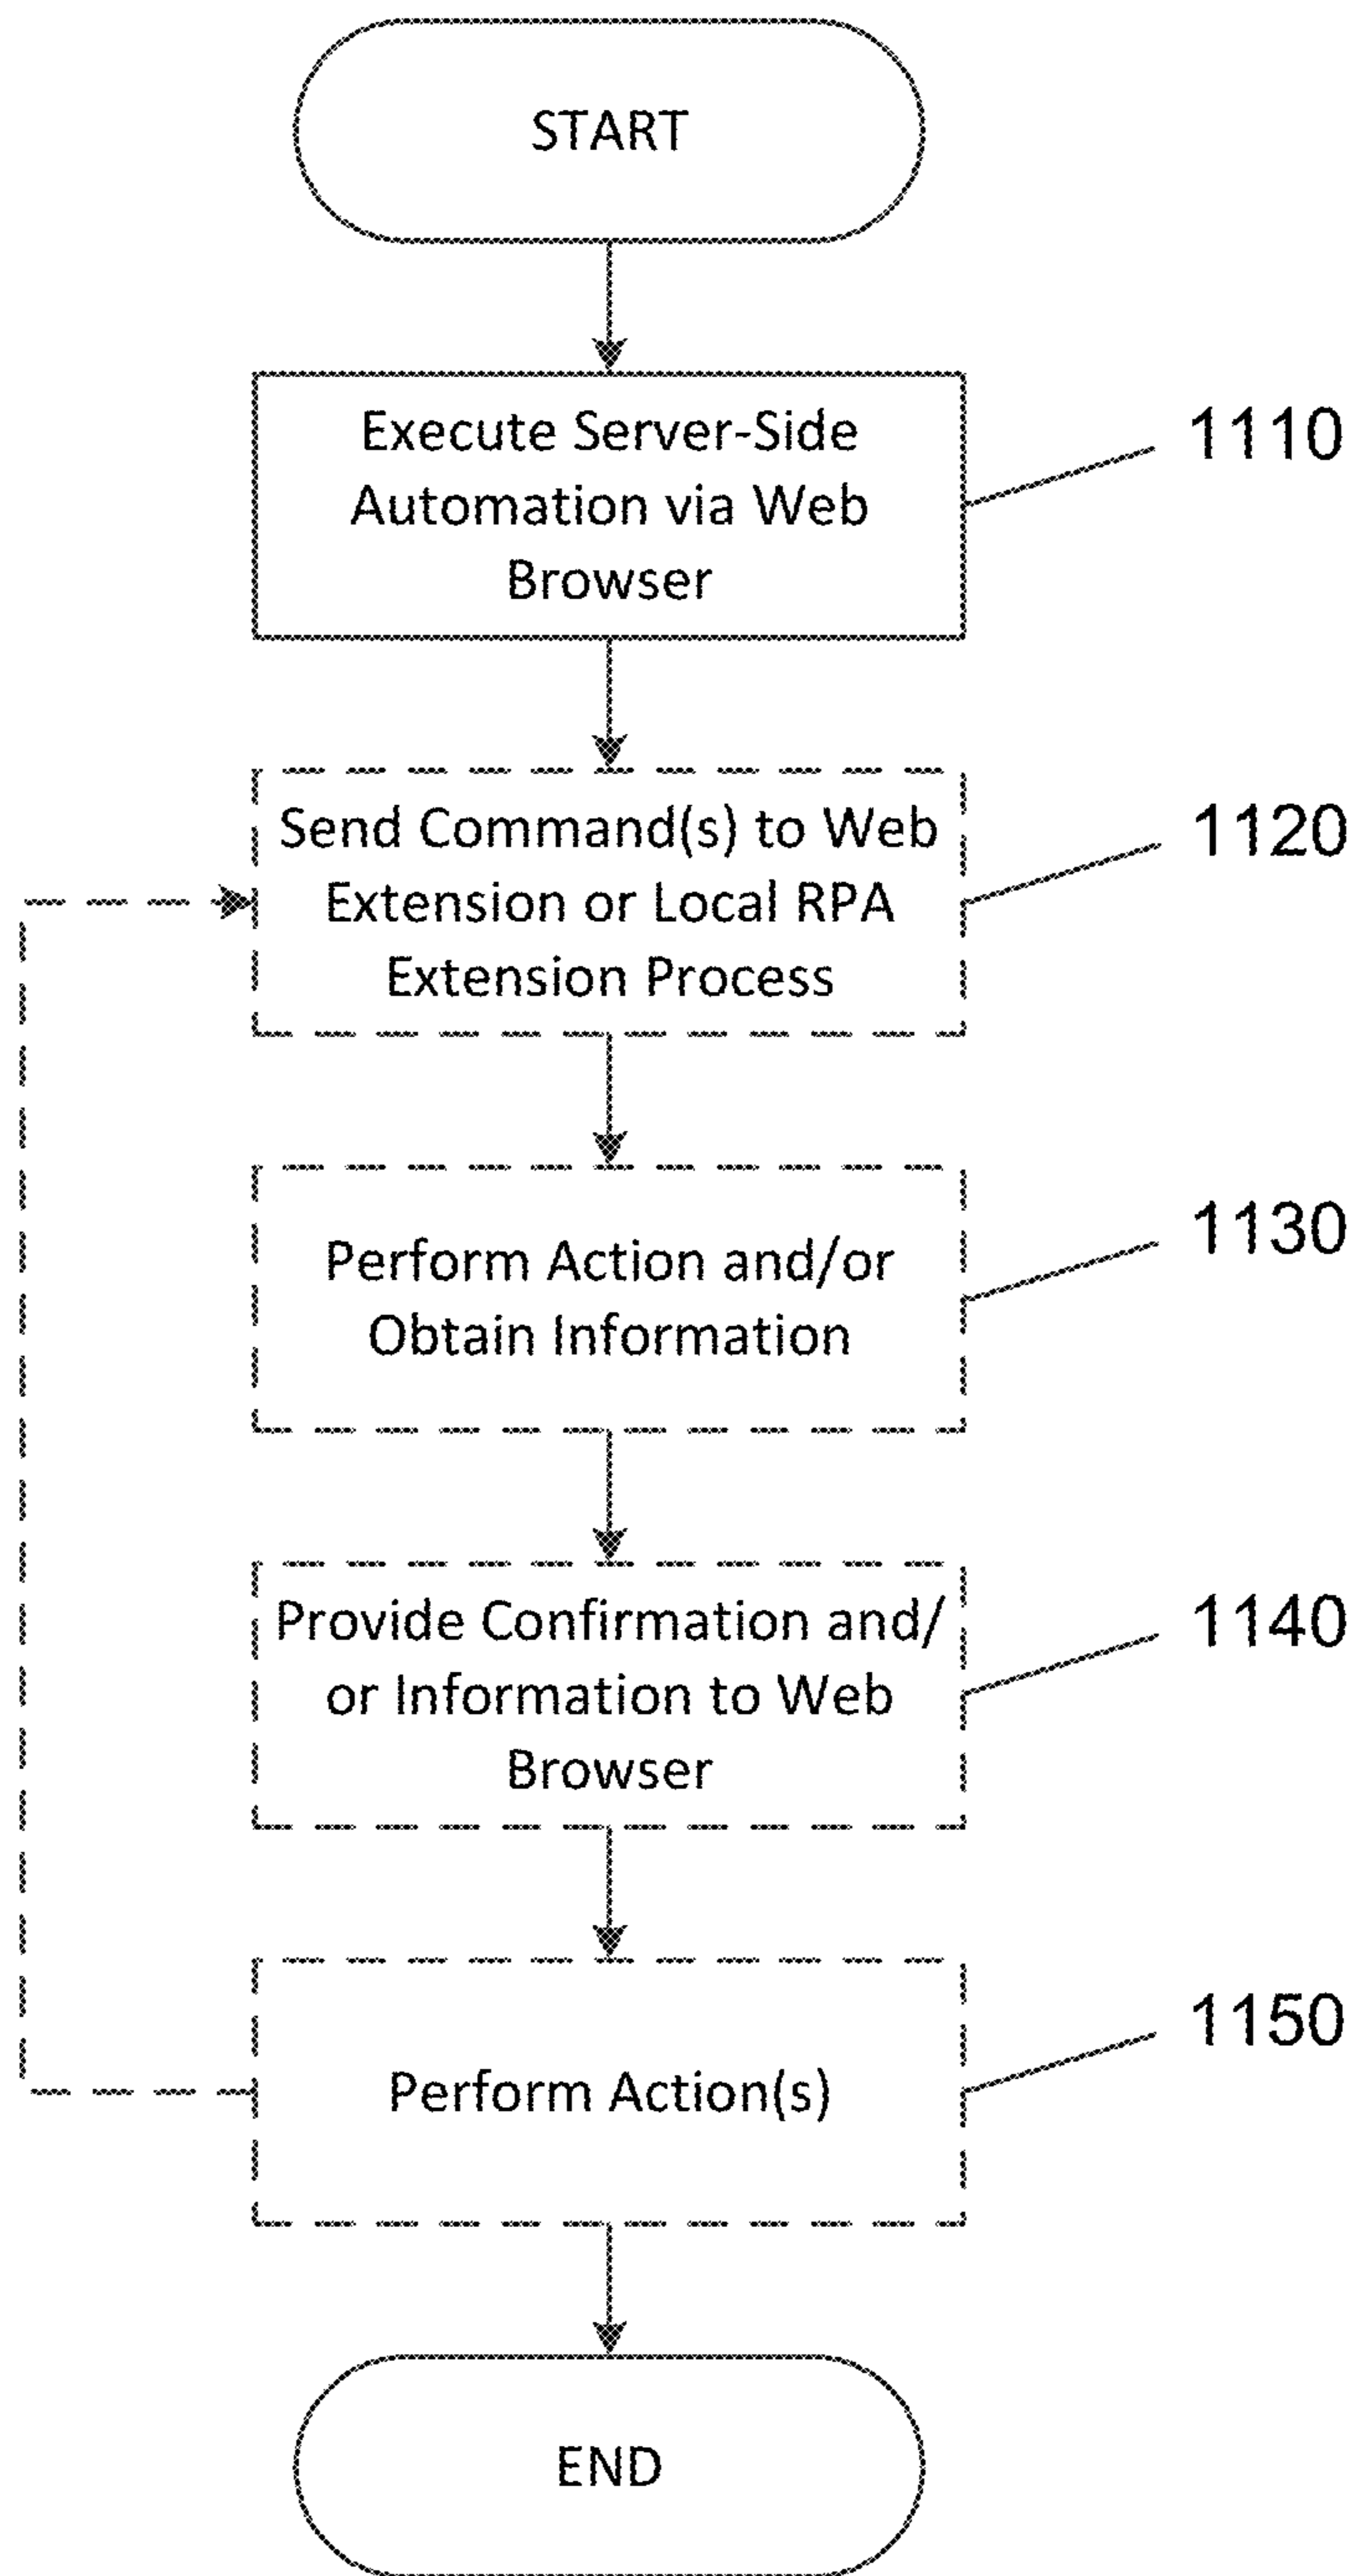 START
Execute Server-Side
Automation via Web
Browser
1110
Send Command(s) to Web
Extension or Local RPA
Extension Process
1120
Perform Action and/or
Obtain Information
1130
Provide Confirmation and/
or Information to Web
Browser
1140
Perform Action(s)
1150
END